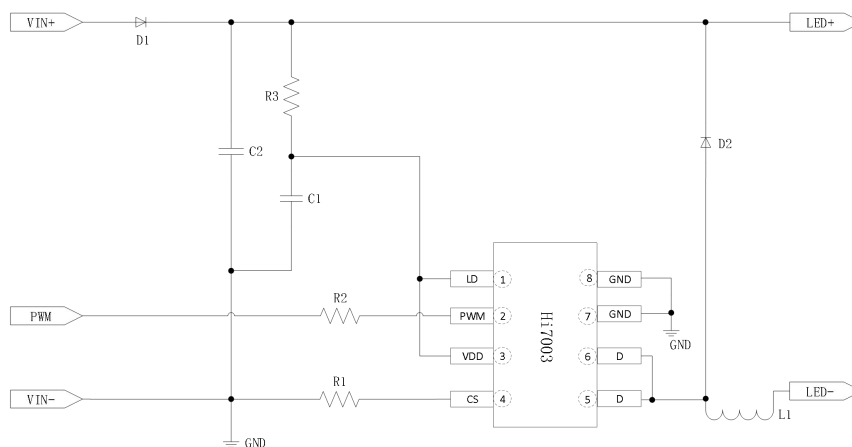 VIN+
D1
LED+
R3
C2
D2
C1
LD 1
8 GND
R2
PWM
PWM 2
7 GND
Hi7003
GND
VDD 3
6 D
R1
VIN-
CS 4
5 D
LED-
L1
GND